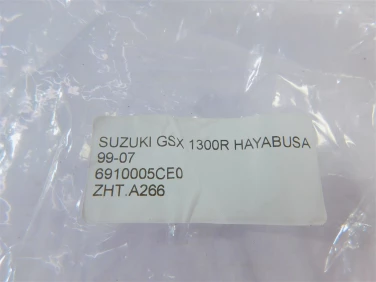 SUZUKI GSX 1300R HAYABUSA
99-07
6910005CE0
ZHT.A266